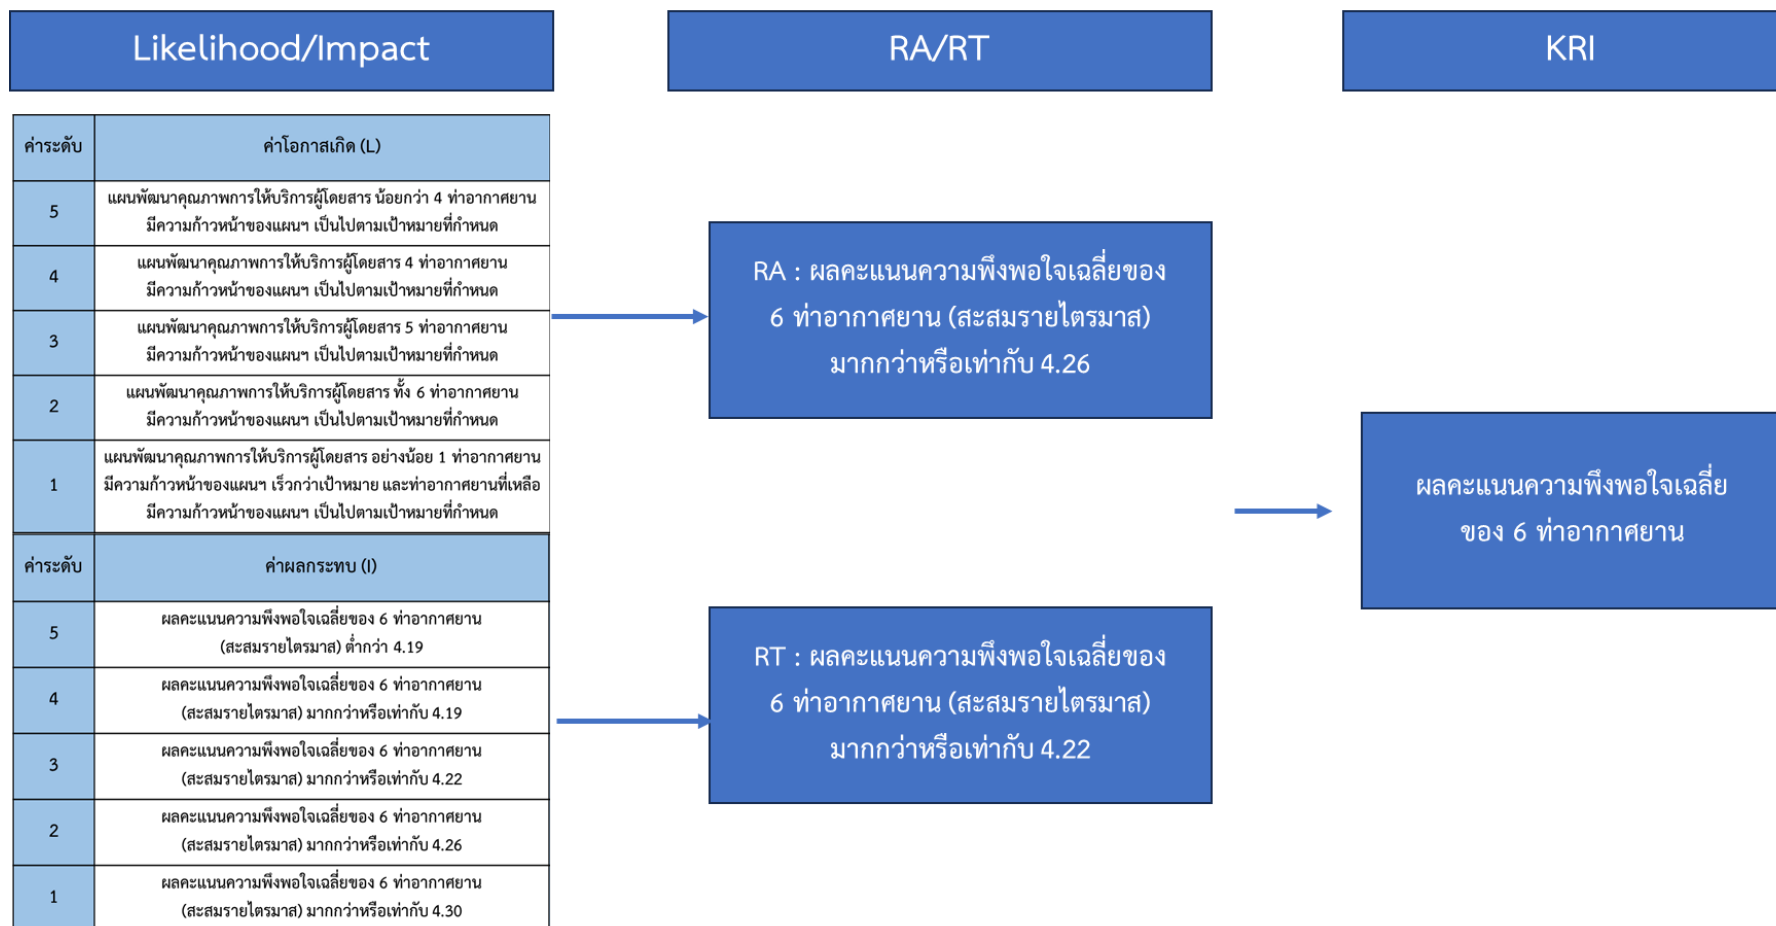 Likelihood/Impact
RA/RT
KRI
ค่าระดับ
ค่าโอกาสเกิด (L)
5
แผนพัฒนาคุณภาพการให้บริการผู้โดยสาร น้อยกว่า 4 ท่าอากาศยาน
มีความก้าวหน้าของแผนฯ เป็นไปตามเป้าหมายที่กำหนด
4
แผนพัฒนาคุณภาพการให้บริการผู้โดยสาร 4 ท่าอากาศยาน
มีความก้าวหน้าของแผนฯ เป็นไปตามเป้าหมายที่กำหนด
3
แผนพัฒนาคุณภาพการให้บริการผู้โดยสาร 5 ท่าอากาศยาน
มีความก้าวหน้าของแผนฯ เป็นไปตามเป้าหมายที่กำหนด
2
แผนพัฒนาคุณภาพการให้บริการผู้โดยสาร ทั้ง 6 ท่าอากาศยาน
มีความก้าวหน้าของแผนฯ เป็นไปตามเป้าหมายที่กำหนด
1
แผนพัฒนาคุณภาพการให้บริการผู้โดยสาร อย่างน้อย 1 ท่าอากาศยาน
มีความก้าวหน้าของแผนฯ เร็วกว่าเป้าหมาย และท่าอากาศยานที่เหลือ
มีความก้าวหน้าของแผนฯ เป็นไปตามเป้าหมายที่กำหนด
ค่าระดับ
ค่าผลกระทบ (I)
5
ผลคะแนนความพึงพอใจเฉลี่ยของ 6 ท่าอากาศยาน
(สะสมรายไตรมาส) ต่ำกว่า 4.19
4
ผลคะแนนความพึงพอใจเฉลี่ยของ 6 ท่าอากาศยาน
(สะสมรายไตรมาส) มากกว่าหรือเท่ากับ 4.19
3
ผลคะแนนความพึงพอใจเฉลี่ยของ 6 ท่าอากาศยาน
(สะสมรายไตรมาส) มากกว่าหรือเท่ากับ 4.22
2
ผลคะแนนความพึงพอใจเฉลี่ยของ 6 ท่าอากาศยาน
(สะสมรายไตรมาส) มากกว่าหรือเท่ากับ 4.26
1
ผลคะแนนความพึงพอใจเฉลี่ยของ 6 ท่าอากาศยาน
(สะสมรายไตรมาส) มากกว่าหรือเท่ากับ 4.30
RA : ผลคะแนนความพึงพอใจเฉลี่ยของ
6 ท่าอากาศยาน (สะสมรายไตรมาส)
มากกว่าหรือเท่ากับ 4.26
RT : ผลคะแนนความพึงพอใจเฉลี่ยของ
6 ท่าอากาศยาน (สะสมรายไตรมาส)
มากกว่าหรือเท่ากับ 4.22
ผลคะแนนความพึงพอใจเฉลี่ย
ของ 6 ท่าอากาศยาน